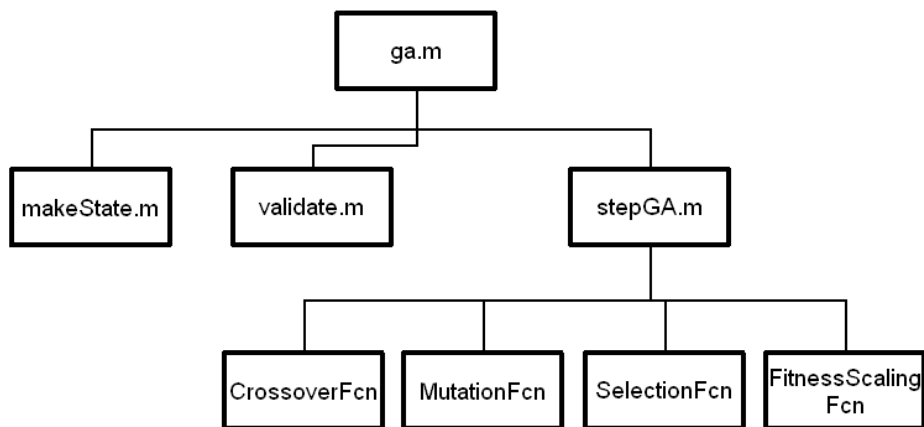 ga.m
makeState.m
validate.m
stepGA.m
CrossoverFcn
MutationFcn
SelectionFcn
FitnessScaling
Fcn